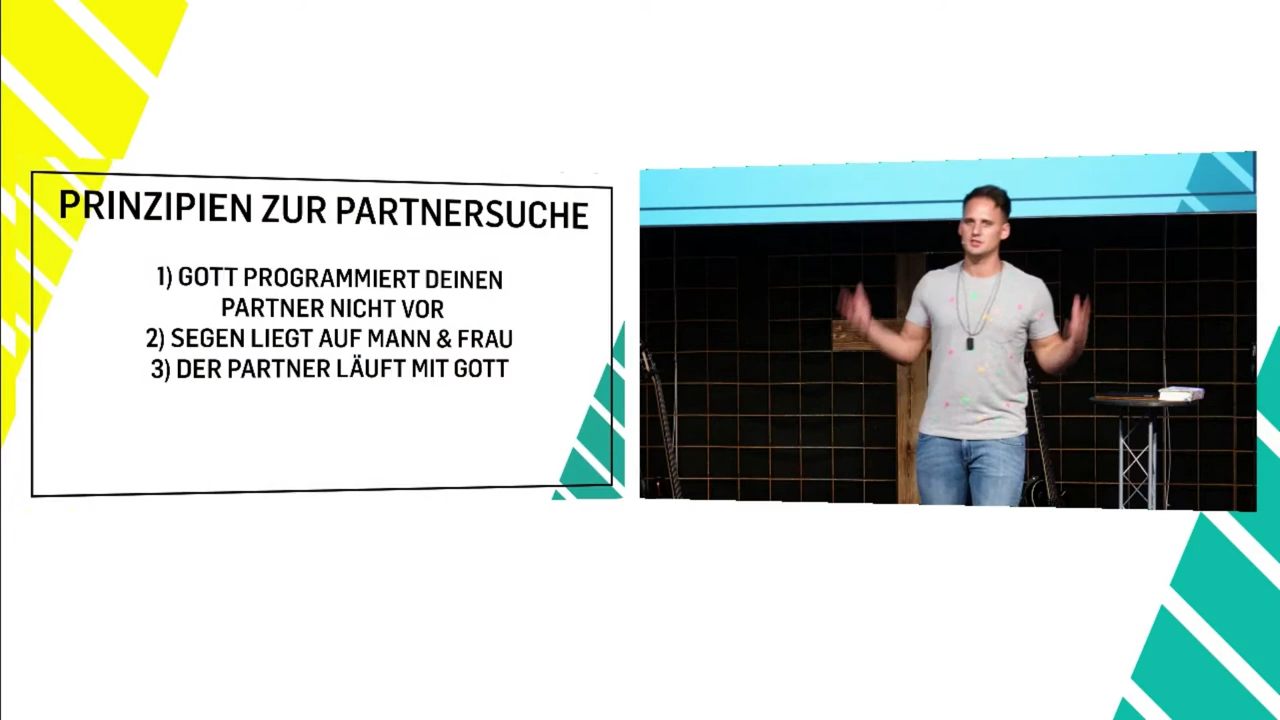 PRINZIPIEN ZUR PARTNERSUCHE
1) GOTT PROGRAMMIERT DEINEN
PARTNER NICHT VOR
2) SEGEN LIEGT AUF MANN & FRAU
3) DER PARTNER LÄUFT MIT GOTT